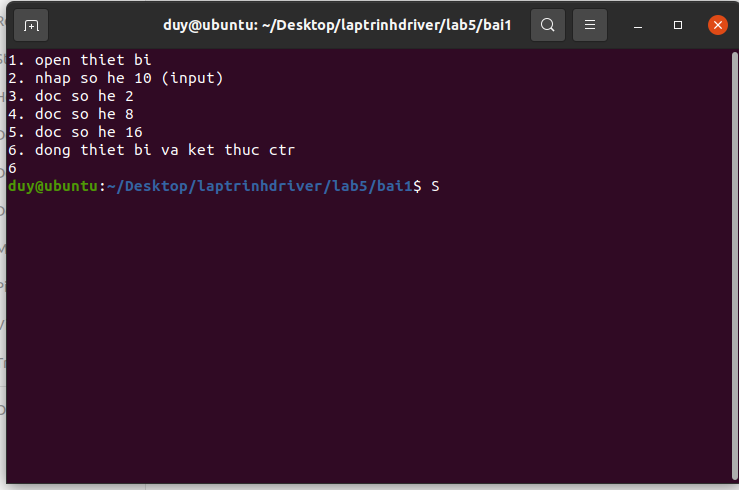 duy@ubuntu: ~/Desktop/laptrinhdriver/lab5/bai1
1. open thiet bi
2. nhap so he 10 (input)
3. doc so he 2
4. doc so he 8
5. doc so he 16
6. dong thiet bi va ket thuc ctr
6
duy@ubuntu:~/Desktop/laptrinhdriver/lab5/bai1$ S